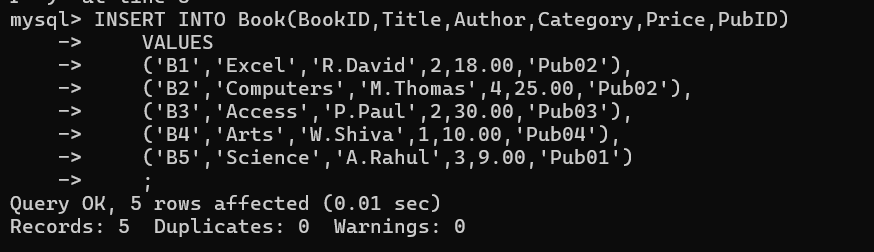 mysql> INSERT INTO Book(BookID,Title,Author,Category,Price,PubID)
    ->     VALUES
    ->     ('B1','Excel','R.David',2,18.00,'Pub02'),
    ->     ('B2','Computers','M.Thomas',4,25.00,'Pub02'),
    ->     ('B3','Access','P.Paul',2,30.00,'Pub03'),
    ->     ('B4','Arts','W.Shiva',1,10.00,'Pub04'),
    ->     ('B5','Science','A.Rahul',3,9.00,'Pub01')
    ->     ;
Query OK, 5 rows affected (0.01 sec)
Records: 5  Duplicates: 0  Warnings: 0